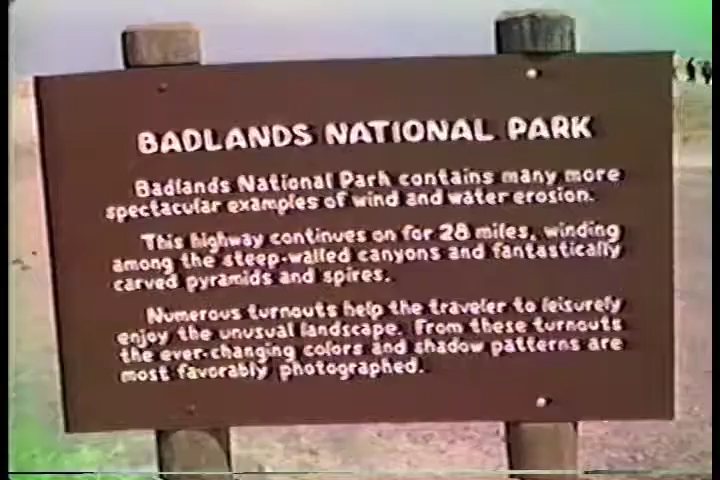 BADLANDS NATIONAL PARK
Badlands National Park contains many more
spectacular examples of wind and water erosion.
This highway continues on for 28 miles, winding
among the steep-walled canyons and fantastically
carved pyramids and spires.
Numerous turnouts help the traveler to leisurely
enjoy the unusual landscape. From these turnouts
the ever-changing colors and shadow patterns are
most favorably photographed.